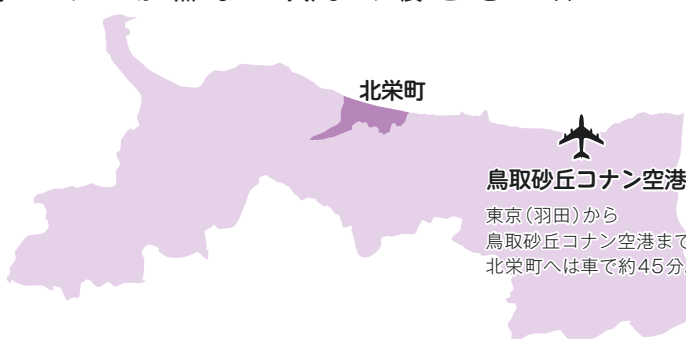 北栄町
鳥取砂丘コナン空港
東京（羽田）から
鳥取砂丘コナン空港まで
北栄町へは車で約45分